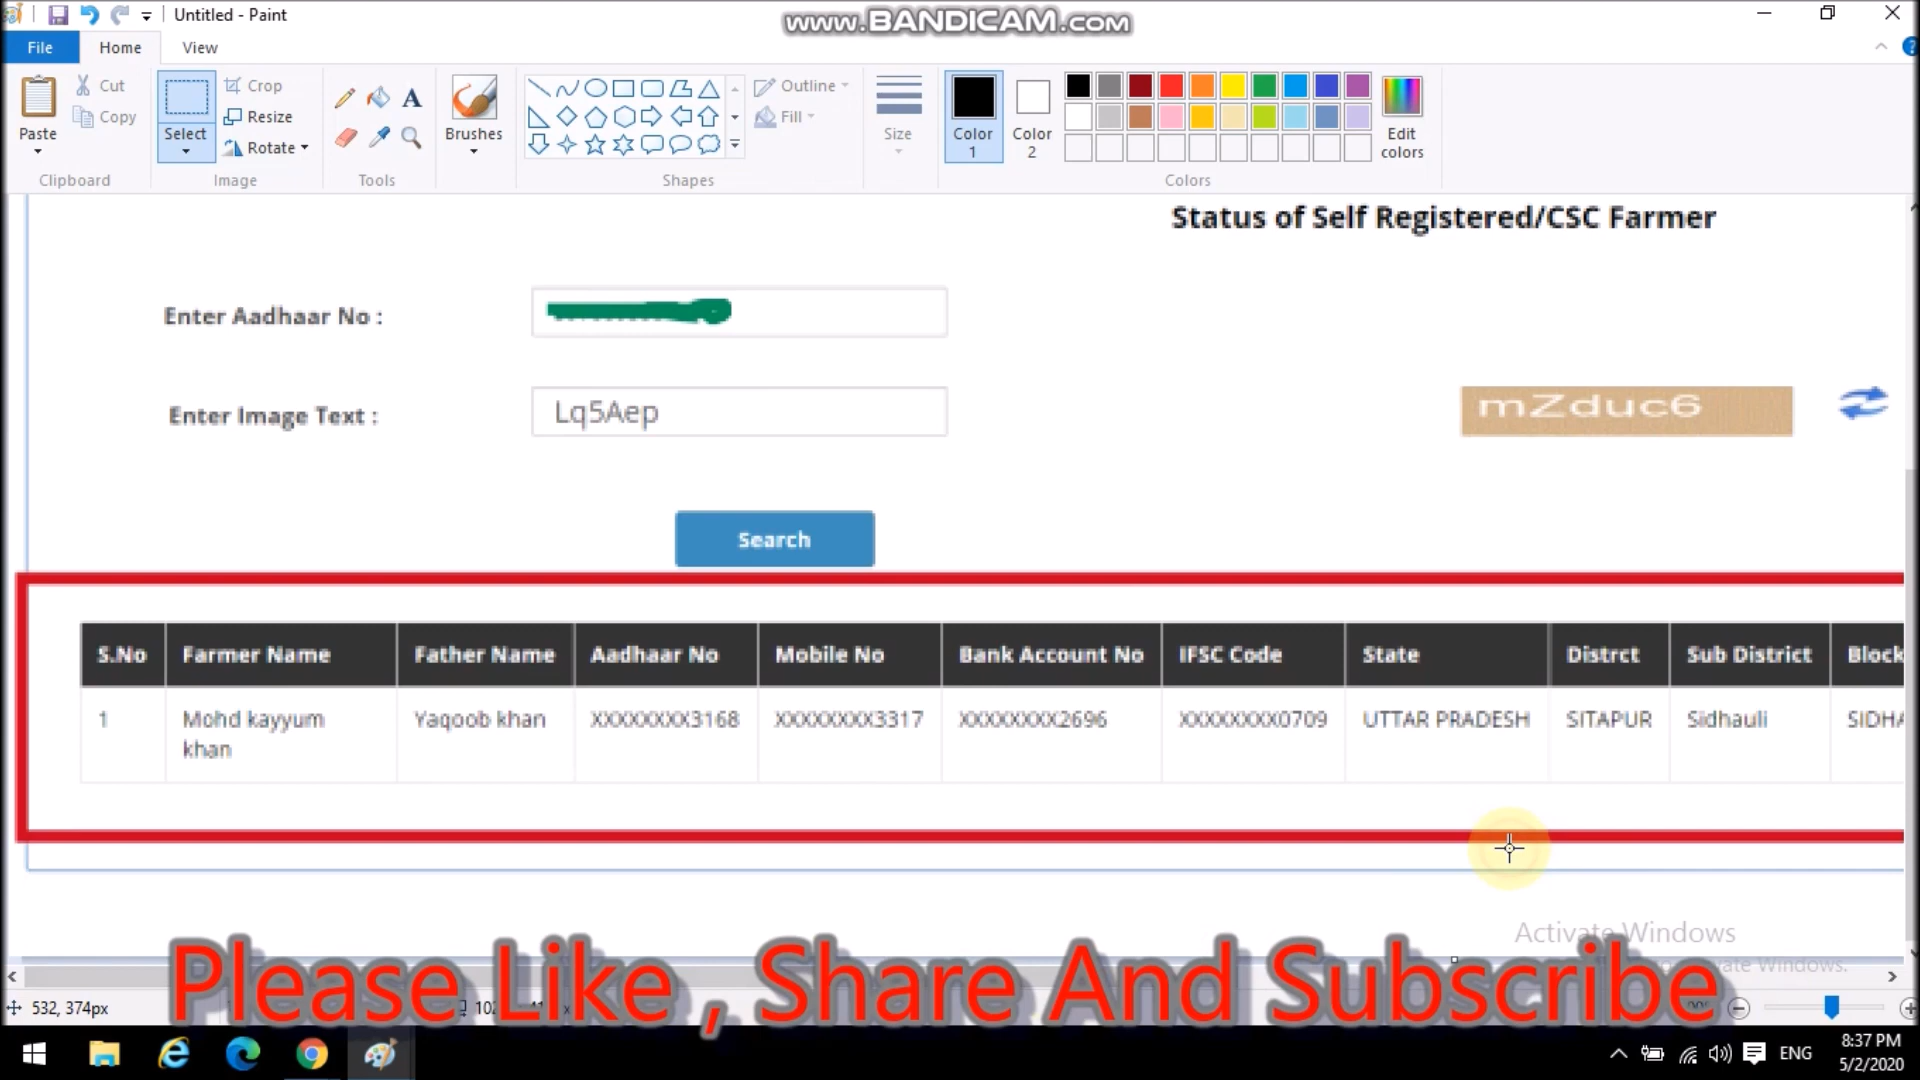 Untitled - Paint
www.BANDICAM.com
File Home View
Paste
Cut
Copy
Clipboard
Select
Crop
Resize
Rotate
Image
Tools
Brushes
Shapes
Outline
Fill
Size
Color 1
Color 2
Edit colors
Colors
Status of Self Registered/CSC Farmer
Enter Aadhaar No :
Enter Image Text :
Lq5Aep
mZduc6
Search
S.No Farmer Name Father Name Aadhaar No Mobile No Bank Account No IFSC Code State Distrct Sub District Block
1 Mohd kayyum khan Yaqoob khan XXXXXXXX3168 XXXXXXXX3317 XXXXXXXX2696 XXXXXXXX0709 UTTAR PRADESH SITAPUR Sidhauli SIDHA
Activate Windows
Please Like , Share And Subscribe
532, 374px
ENG
8:37 PM
5/2/2020